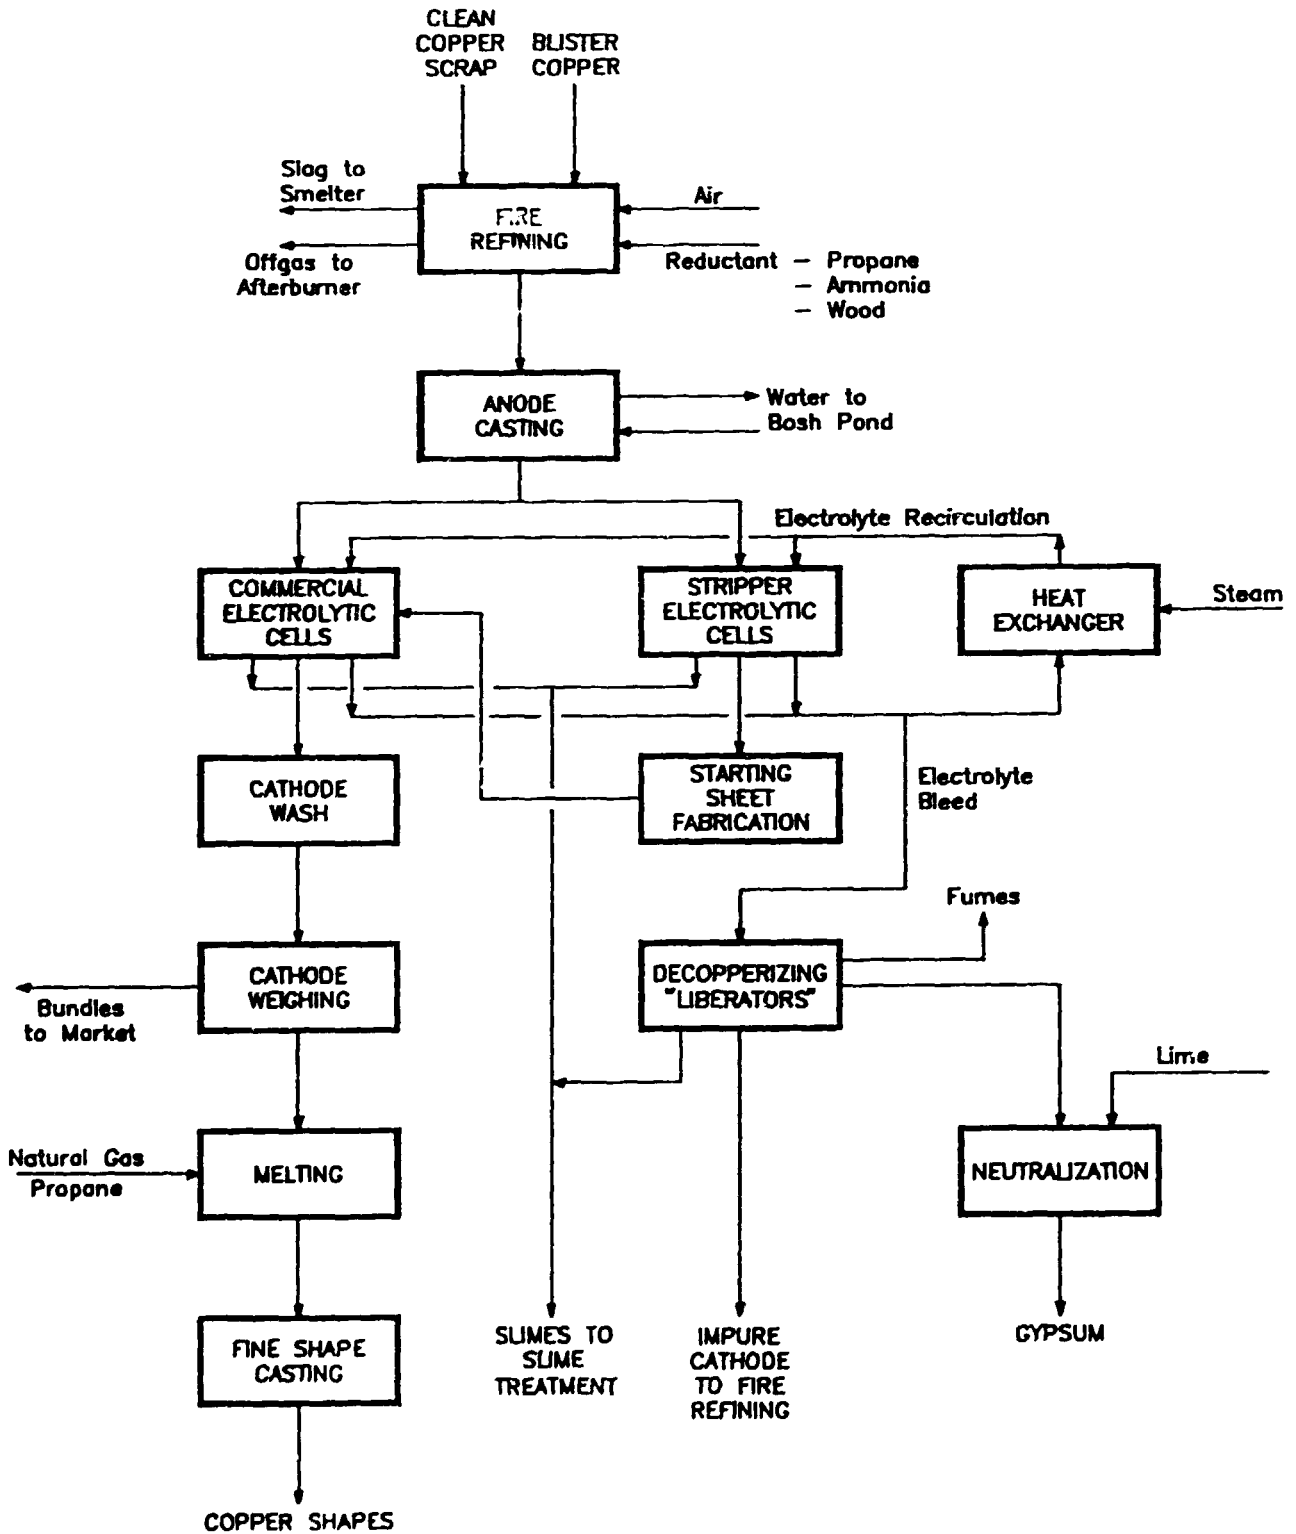 CLEAN
COPPER
SCRAP
BLISTER
COPPER
Slag to
Smelter
FIRE
REFINING
Air
Offgas to
Afterburner
Reductant — Propane
— Ammonia
— Wood
ANODE
CASTING
Water to
Bosh Pond
Electrolyte Recirculation
COMMERCIAL
ELECTROLYTIC
CELLS
STRIPPER
ELECTROLYTIC
CELLS
HEAT
EXCHANGER
Steam
CATHODE
WASH
STARTING
SHEET
FABRICATION
Electrolyte
Bleed
Fumes
CATHODE
WEIGHING
Bundles
to Market
DECOPPERIZING
"LIBERATORS"
Lime
Natural Gas
Propane
MELTING
NEUTRALIZATION
FINE SHAPE
CASTING
SLIMES TO
SLIME
TREATMENT
IMPURE
CATHODE
TO FIRE
REFINING
GYPSUM
COPPER SHAPES